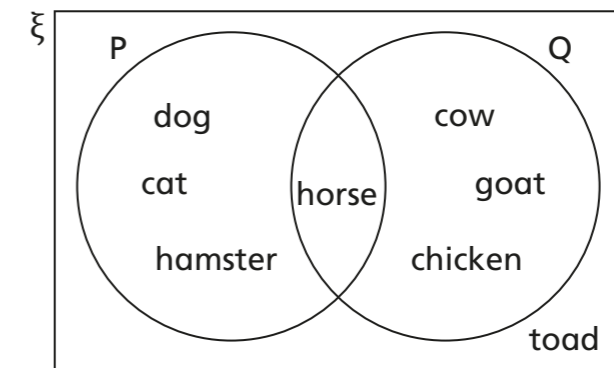 ξ
P Q
dog cow
cat horse goat
hamster chicken
toad